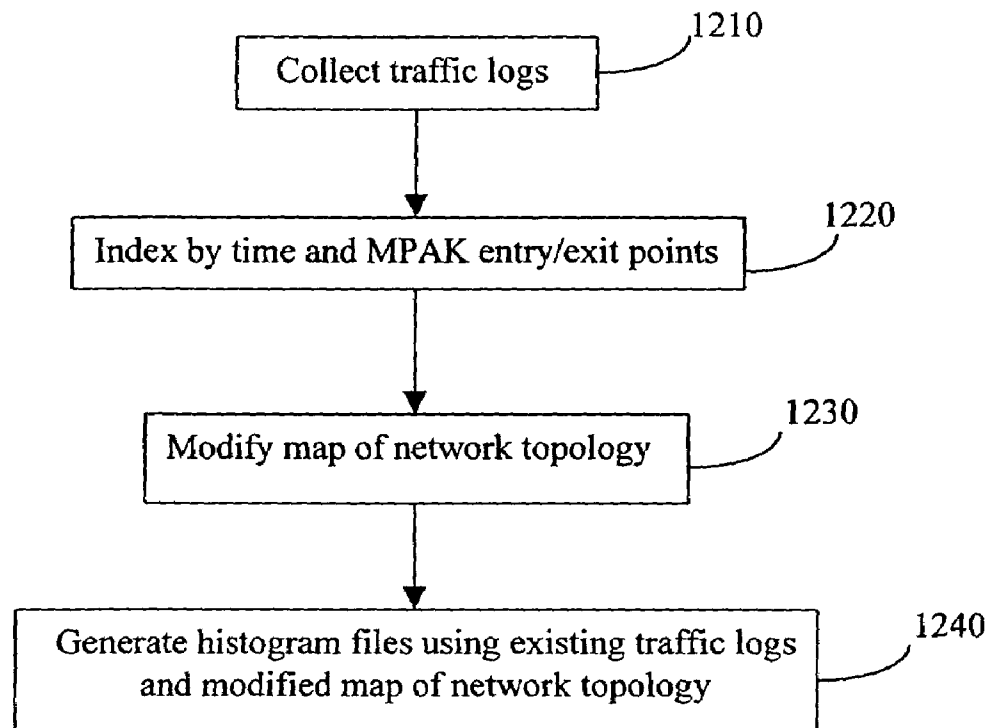 1210
Collect traffic logs
1220
Index by time and MPAK entry/exit points
1230
Modify map of network topology
1240
Generate histogram files using existing traffic logs
and modified map of network topology